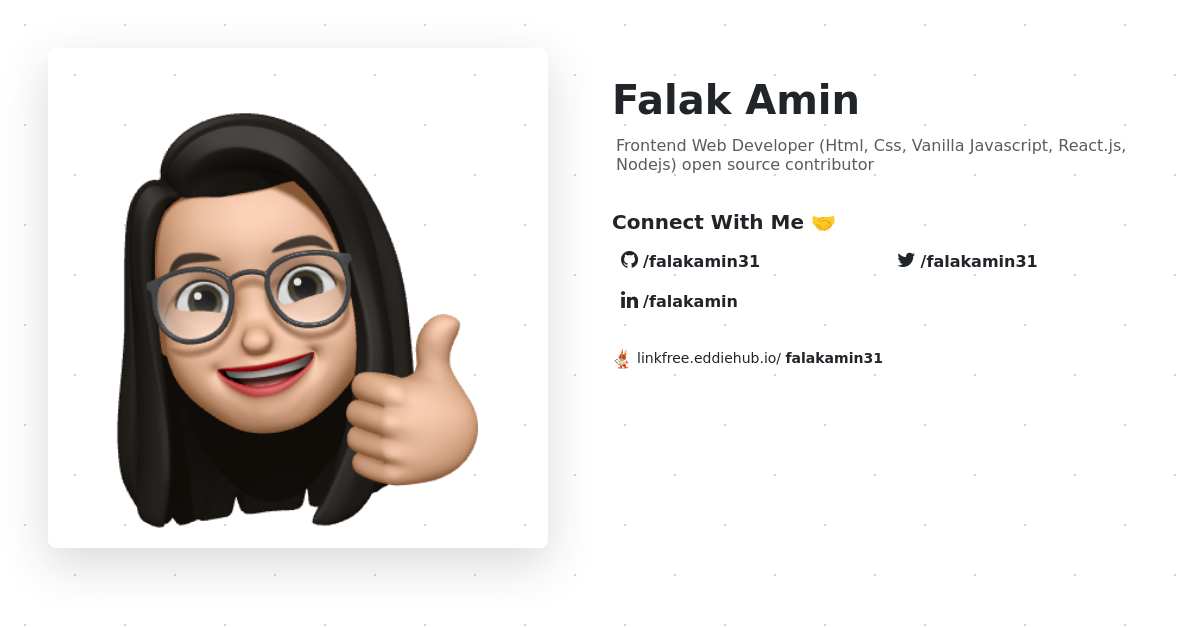 Falak Amin
Frontend Web Developer (Html, Css, Vanilla Javascript, React.js,
Nodejs) open source contributor
Connect With Me 🤝
/falakamin31
/falakamin31
/falakamin
linkfree.eddiehub.io/ falakamin31